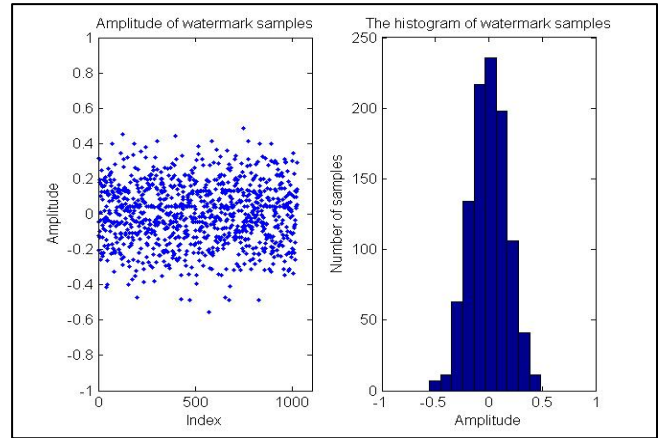 Amplitude of watermark samples
1
0.8
0.6
0.4
0.2
0
-0.2
-0.4
-0.6
-0.8
-1
Amplitude
0 500 1000
Index
The histogram of watermark samples
250
200
150
100
50
0
Number of samples
-1 -0.5 0 0.5 1
Amplitude